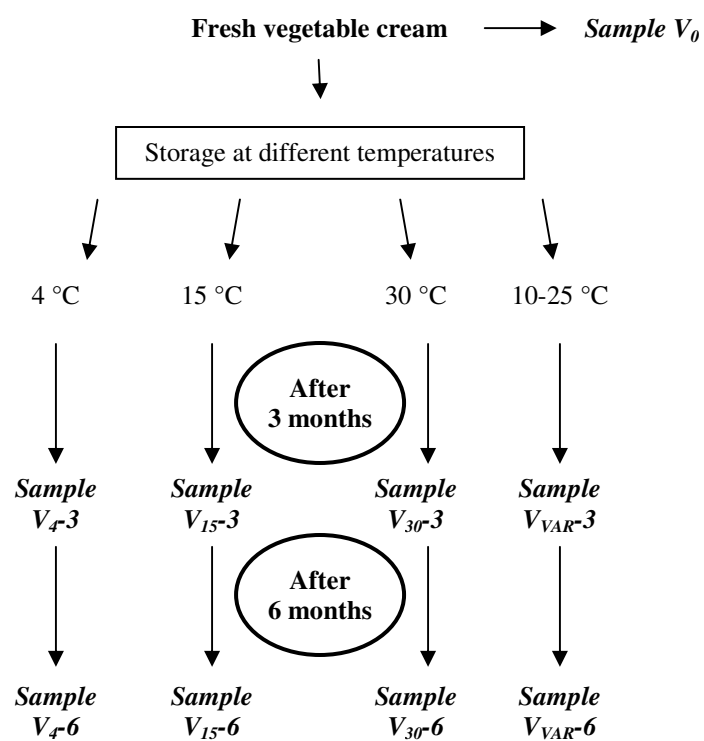 Fresh vegetable cream
Sample V₀
Storage at different temperatures
4 °C
15 °C
30 °C
10-25 °C
After
3 months
Sample
V₄-3
Sample
V₁₅-3
Sample
V₃₀-3
Sample
V_VAR-3
After
6 months
Sample
V₄-6
Sample
V₁₅-6
Sample
V₃₀-6
Sample
V_VAR-6